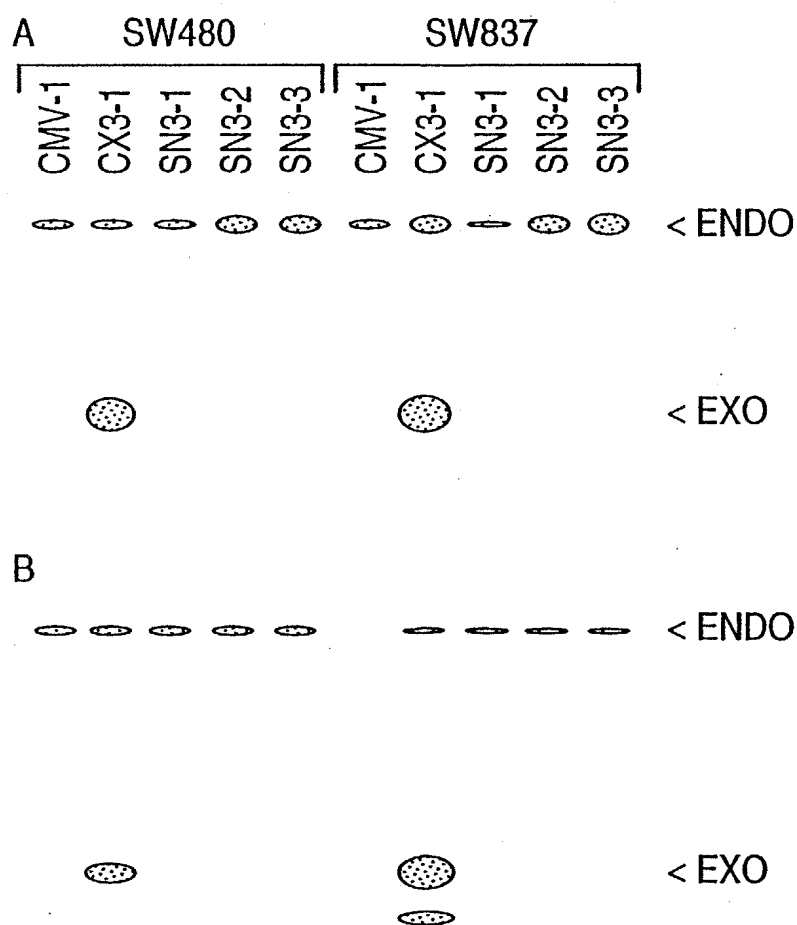 A SW480 SW837
CMV-1 CX3-1 SN3-1 SN3-2 SN3-3 CMV-1 CX3-1 SN3-1 SN3-2 SN3-3
< ENDO
< EXO
B
< ENDO
< EXO